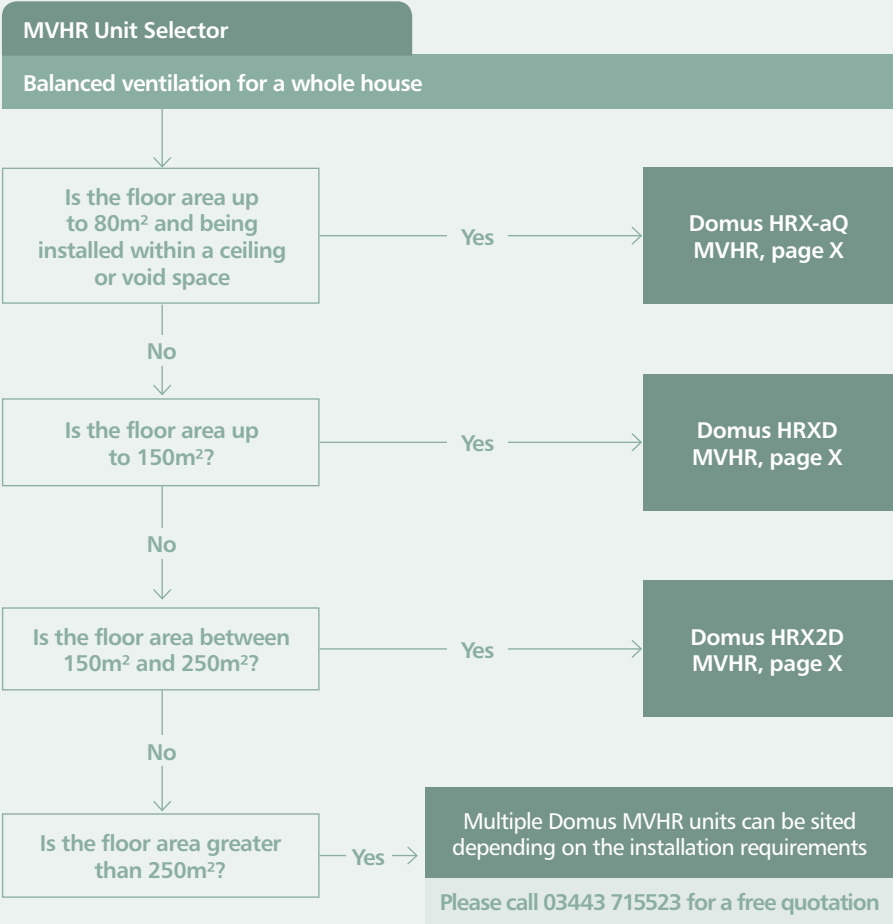 MVHR Unit Selector
Balanced ventilation for a whole house
Is the floor area up
to 80m² and being
installed within a ceiling
or void space
Yes
Domus HRX-aQ
MVHR, page X
No
Is the floor area up
to 150m²?
Yes
Domus HRXD
MVHR, page X
No
Is the floor area between
150m² and 250m²?
Yes
Domus HRX2D
MVHR, page X
No
Is the floor area greater
than 250m²?
Yes
Multiple Domus MVHR units can be sited
depending on the installation requirements
Please call 03443 715523 for a free quotation